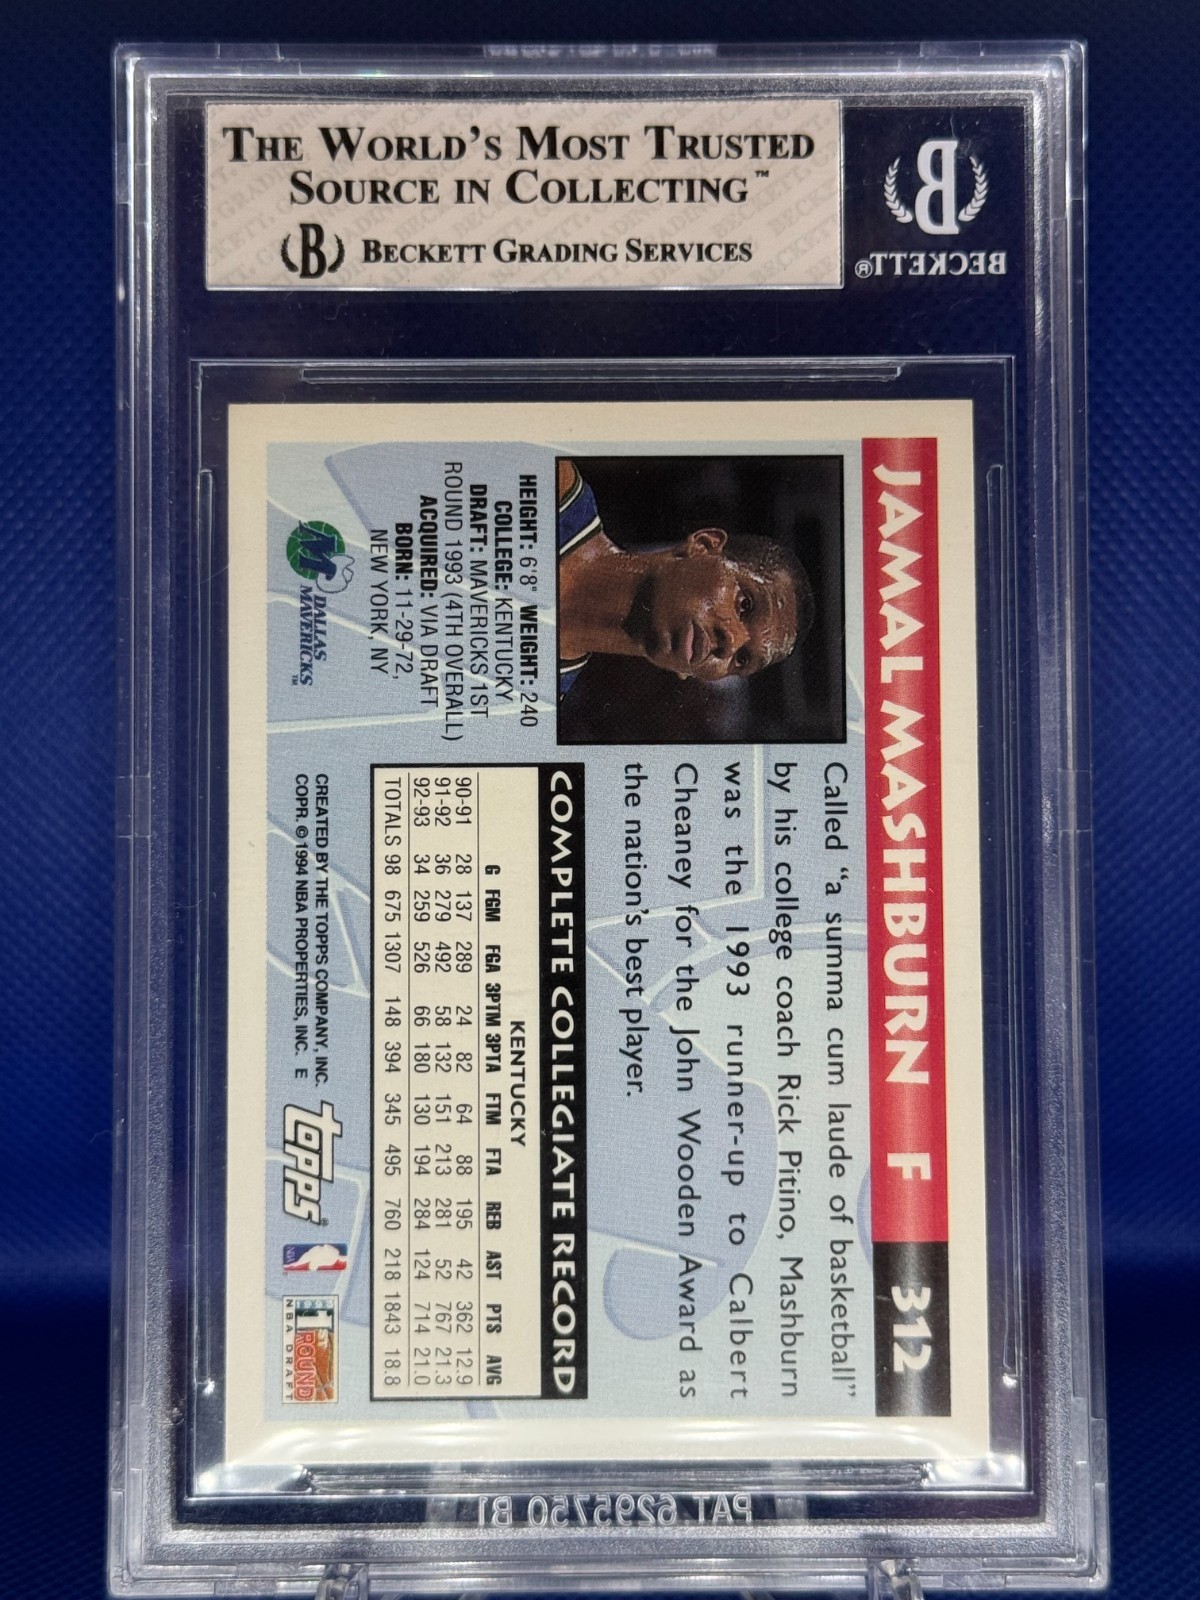 THE WORLD'S MOST TRUSTED
SOURCE IN COLLECTING™
B BECKETT GRADING SERVICES
B
BECKETT®
JAMAL MASHBURN F 312
Called "a summa cum laude of basketball"
by his college coach Rick Pitino, Mashburn
was the 1993 runner-up to Calbert
Cheaney for the John Wooden Award as
the nation's best player.
HEIGHT: 6'8" WEIGHT: 240
COLLEGE: KENTUCKY
DRAFT: MAVERICKS 1ST
ROUND 1993 (4TH OVERALL)
ACQUIRED: VIA DRAFT
BORN: 11-29-72,
NEW YORK, NY
M DALLAS
MAVERICKS™
COMPLETE COLLEGIATE RECORD
KENTUCKY
G FGM FGA 3PTM 3PTA FTM FTA REB AST PTS AVG
90-91 28 137 289 24 82 64 88 195 42 362 12.9
91-92 36 279 492 58 132 151 213 281 52 767 21.3
92-93 34 259 526 66 180 130 194 284 124 714 21.0
TOTALS 98 675 1307 148 394 345 495 760 218 1843 18.8
CREATED BY THE TOPPS COMPANY, INC.
COPR. © 1994 NBA PROPERTIES, INC. E
Topps®
NBA
1ST
ROUND
NBA DRAFT
PAT 6295750 B1